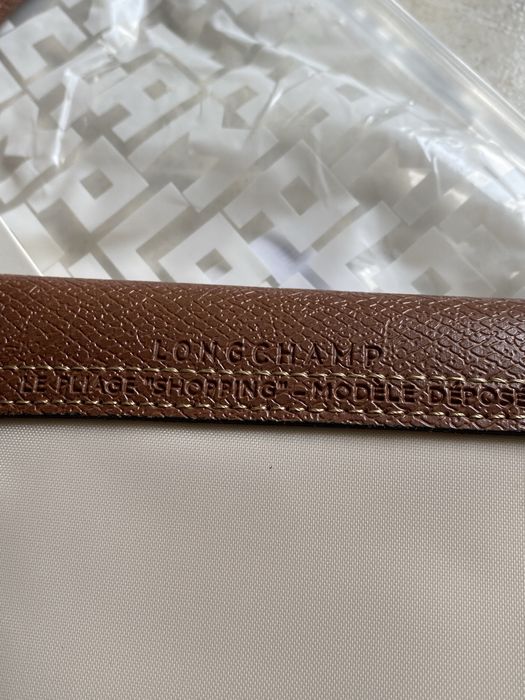 LONGCHAMP
LE PLIAGE "SHOPPING" - MODÈLE DÉPOSÉ